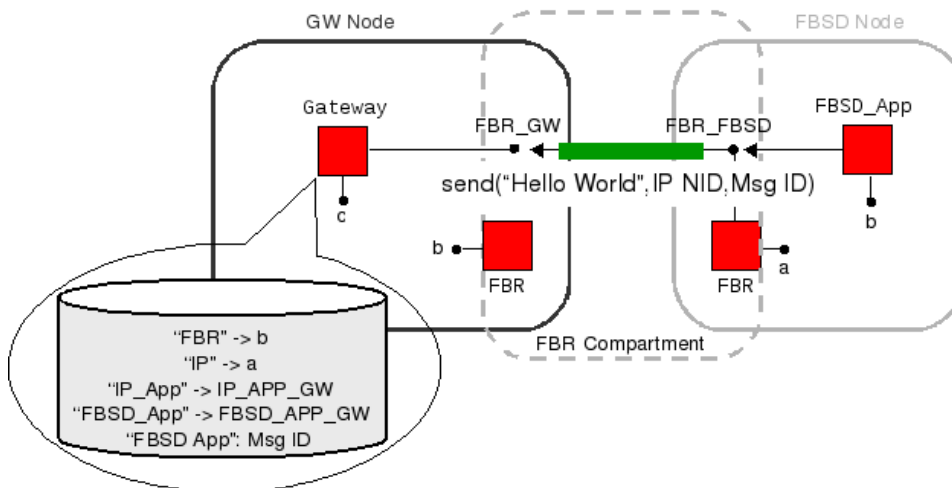 GW Node
FBSD Node
Gateway
FBR_GW
FBR_FBSD
FBSD_App
send("Hello World",IP NID,Msg ID)
c
b
b
a
FBR
FBR
FBR Compartment
"FBR" -> b
"IP" -> a
"IP_App" -> IP_APP_GW
"FBSD_App" -> FBSD_APP_GW
"FBSD App": Msg ID